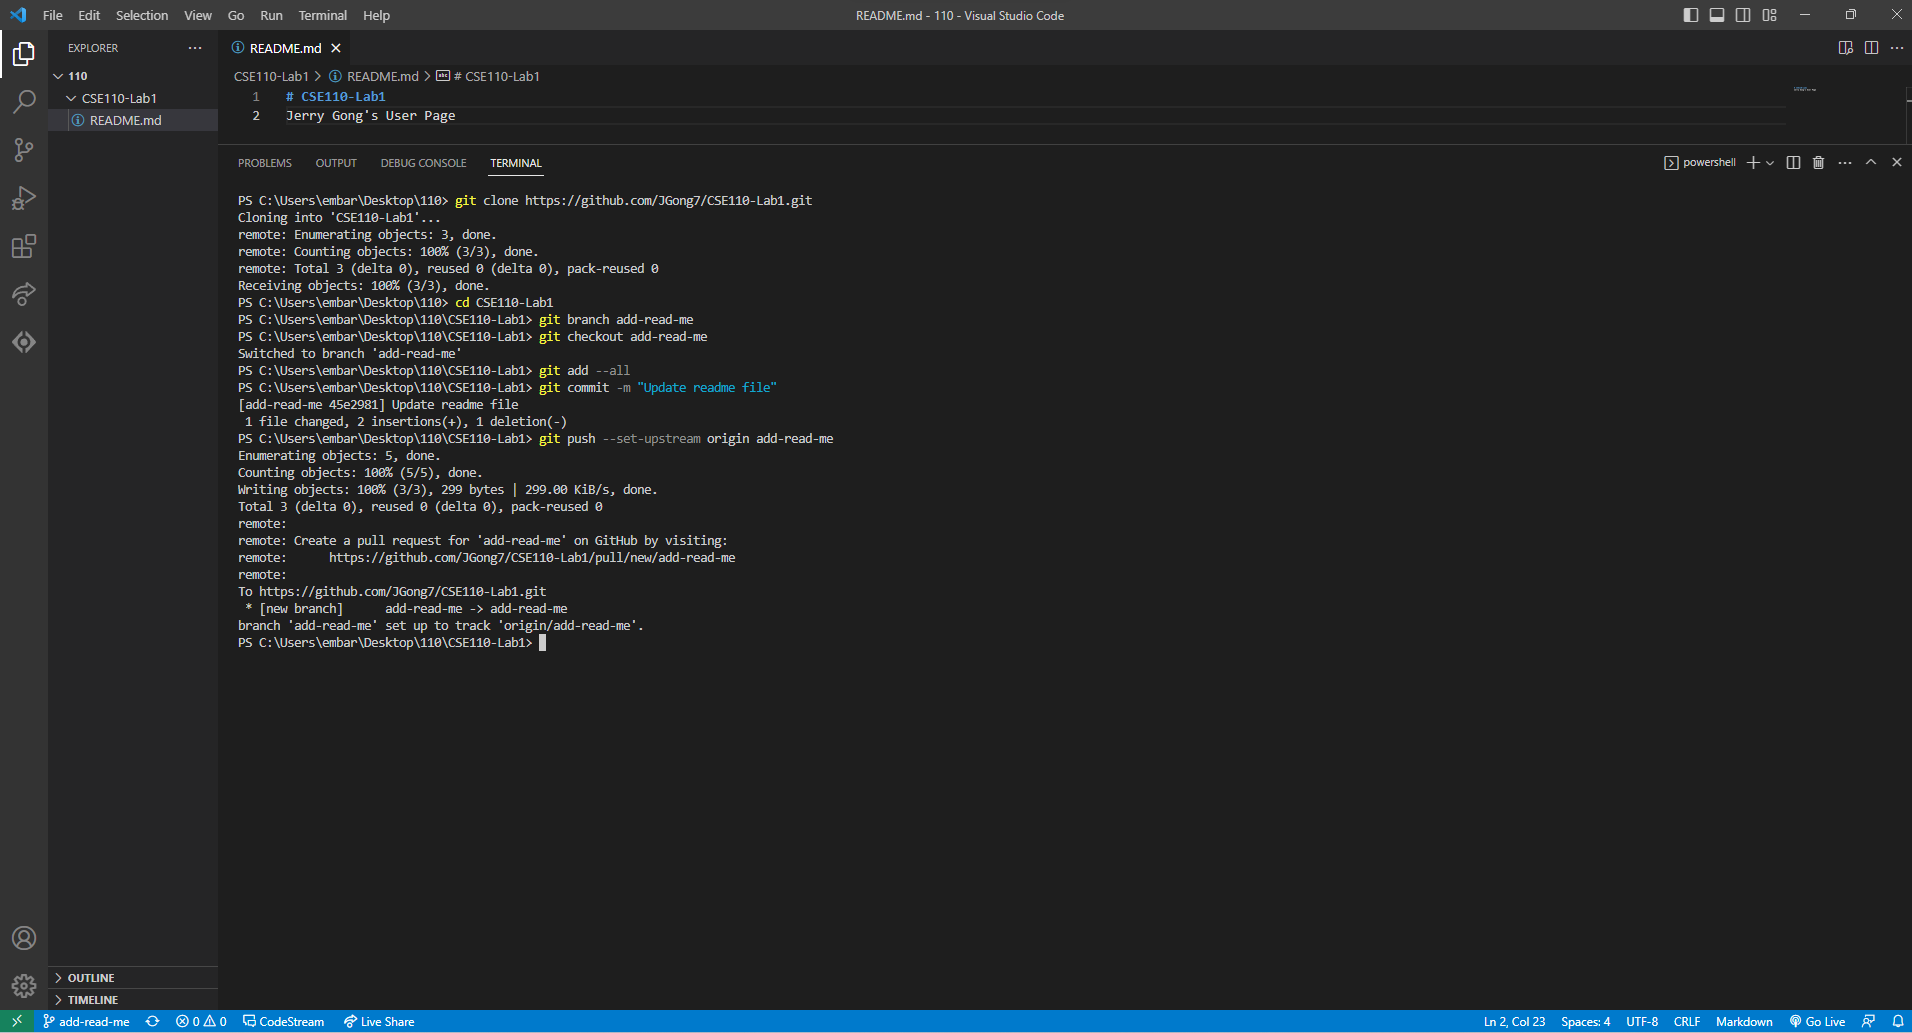 File Edit Selection View Go Run Terminal Help README.md - 110 - Visual Studio Code
EXPLORER
README.md
110
CSE110-Lab1
README.md
CSE110-Lab1 > README.md > # CSE110-Lab1
1 # CSE110-Lab1
2 Jerry Gong's User Page
PROBLEMS OUTPUT DEBUG CONSOLE TERMINAL powershell
PS C:\Users\embar\Desktop\110> git clone https://github.com/JGong7/CSE110-Lab1.git
Cloning into 'CSE110-Lab1'...
remote: Enumerating objects: 3, done.
remote: Counting objects: 100% (3/3), done.
remote: Total 3 (delta 0), reused 0 (delta 0), pack-reused 0
Receiving objects: 100% (3/3), done.
PS C:\Users\embar\Desktop\110> cd CSE110-Lab1
PS C:\Users\embar\Desktop\110\CSE110-Lab1> git branch add-read-me
PS C:\Users\embar\Desktop\110\CSE110-Lab1> git checkout add-read-me
Switched to branch 'add-read-me'
PS C:\Users\embar\Desktop\110\CSE110-Lab1> git add --all
PS C:\Users\embar\Desktop\110\CSE110-Lab1> git commit -m "Update readme file"
[add-read-me 45e2981] Update readme file
1 file changed, 2 insertions(+), 1 deletion(-)
PS C:\Users\embar\Desktop\110\CSE110-Lab1> git push --set-upstream origin add-read-me
Enumerating objects: 5, done.
Counting objects: 100% (5/5), done.
Writing objects: 100% (3/3), 299 bytes | 299.00 KiB/s, done.
Total 3 (delta 0), reused 0 (delta 0), pack-reused 0
remote:
remote: Create a pull request for 'add-read-me' on GitHub by visiting:
remote: https://github.com/JGong7/CSE110-Lab1/pull/new/add-read-me
remote:
To https://github.com/JGong7/CSE110-Lab1.git
* [new branch] add-read-me -> add-read-me
branch 'add-read-me' set up to track 'origin/add-read-me'.
PS C:\Users\embar\Desktop\110\CSE110-Lab1>
OUTLINE
TIMELINE
add-read-me 0 0 CodeStream Live Share Ln 2, Col 23 Spaces: 4 UTF-8 CRLF Markdown Go Live